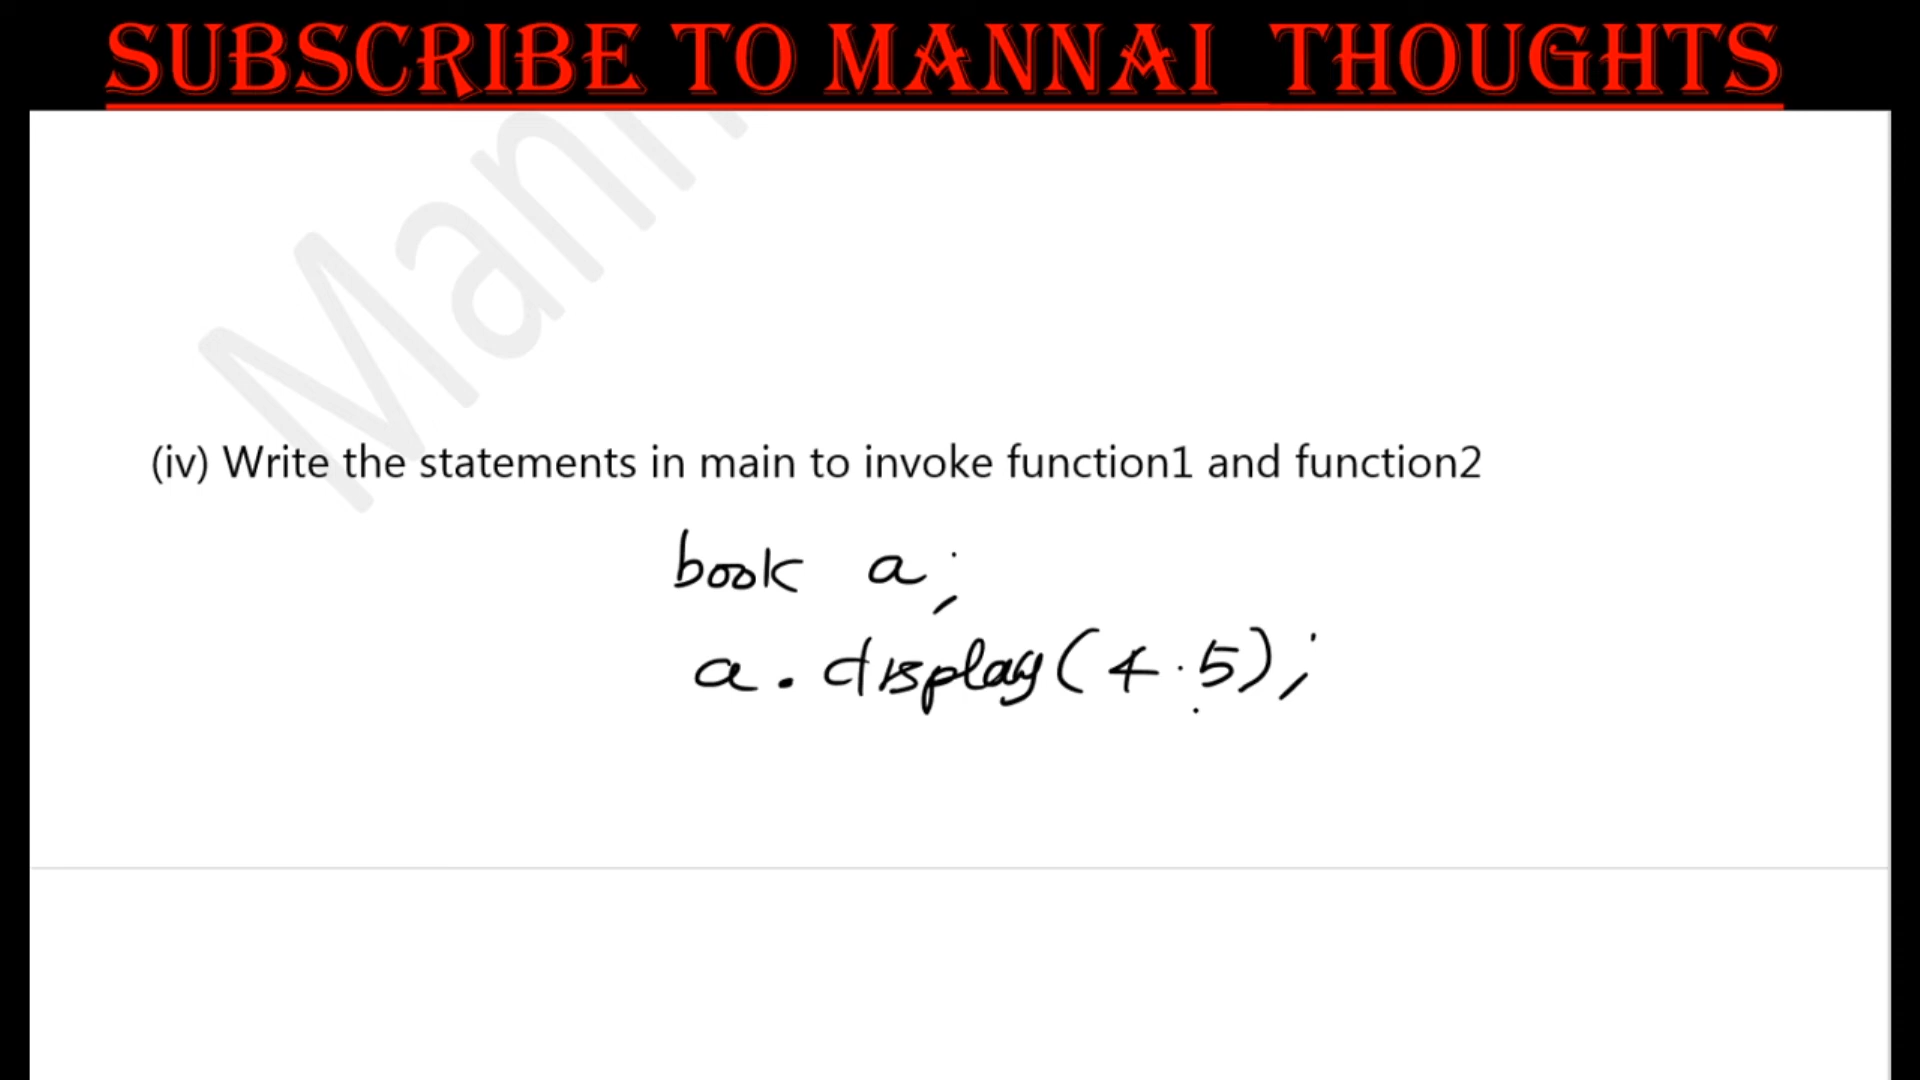 SUBSCRIBE TO MANNAI THOUGHTS
Mann
(iv) Write the statements in main to invoke function1 and function2
book a;
a.display(4.5);